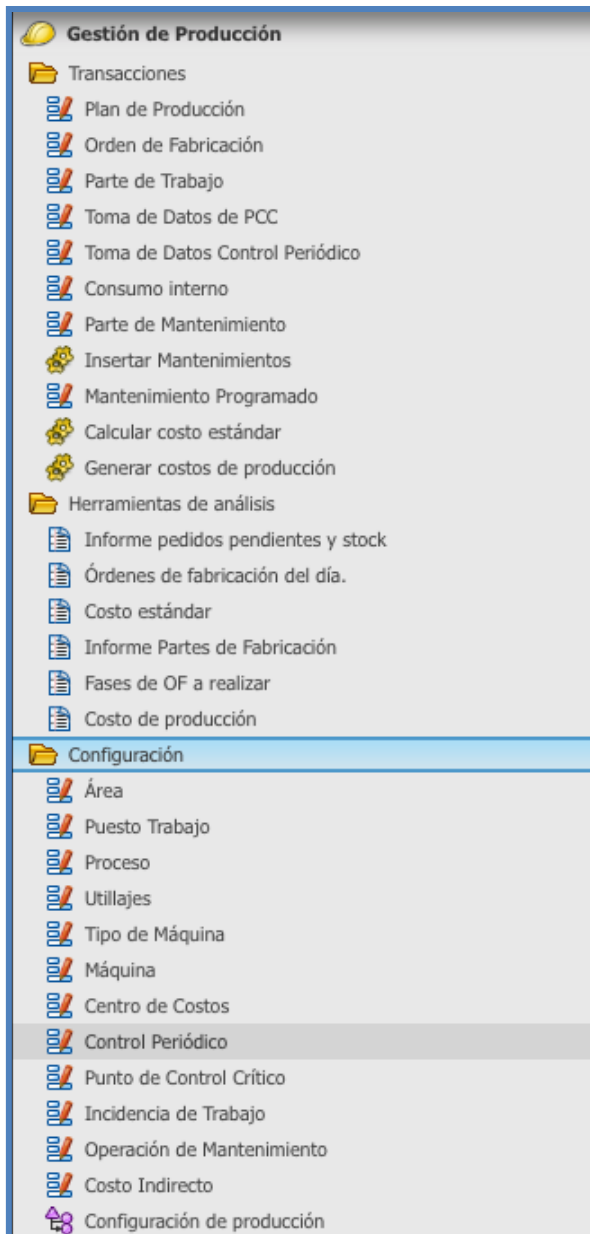 Gestión de Producción
Transacciones
Plan de Producción
Orden de Fabricación
Parte de Trabajo
Toma de Datos de PCC
Toma de Datos Control Periódico
Consumo interno
Parte de Mantenimiento
Insertar Mantenimientos
Mantenimiento Programado
Calcular costo estándar
Generar costos de producción
Herramientas de análisis
Informe pedidos pendientes y stock
Órdenes de fabricación del día.
Costo estándar
Informe Partes de Fabricación
Fases de OF a realizar
Costo de producción
Configuración
Área
Puesto Trabajo
Proceso
Utillajes
Tipo de Máquina
Máquina
Centro de Costos
Control Periódico
Punto de Control Crítico
Incidencia de Trabajo
Operación de Mantenimiento
Costo Indirecto
Configuración de producción